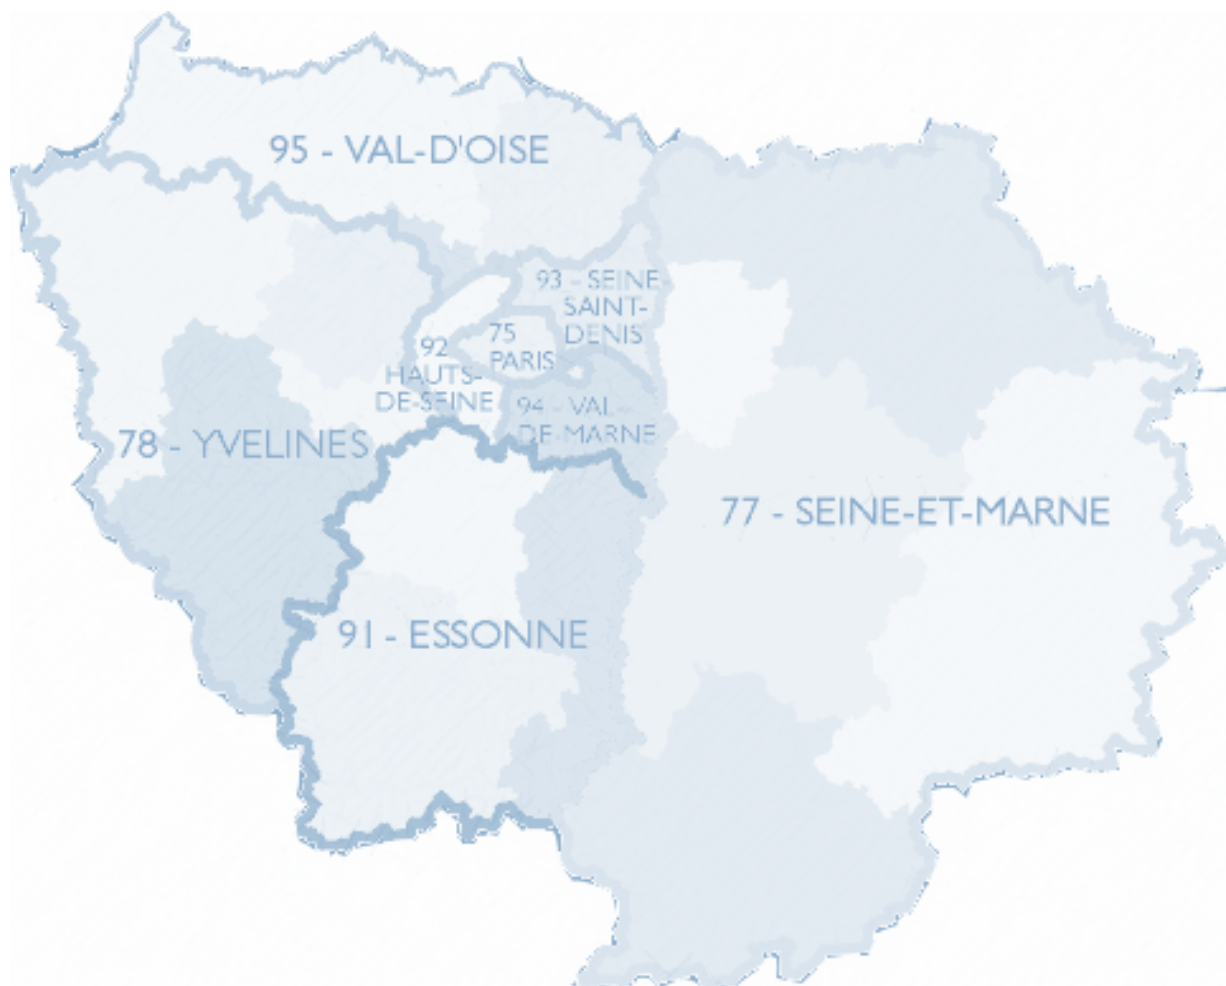 95 - VAL-D'OISE
93 - SEINE-
SAINT-
DENIS
75
PARIS
92
HAUTS-
DE-SEINE
94 - VAL-
DE-MARNE
78 - YVELINES
77 - SEINE-ET-MARNE
91 - ESSONNE